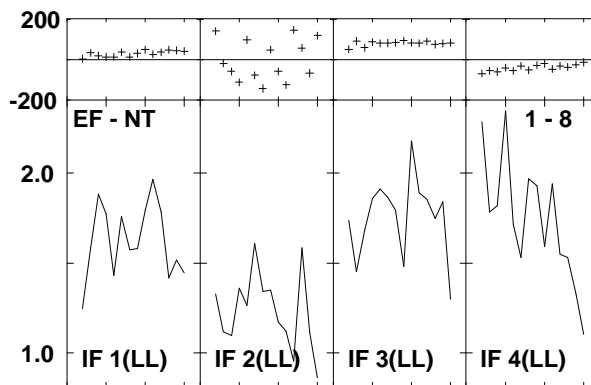 200
-200
EF - NT 1 - 8
2.0
1.0
IF 1(LL) IF 2(LL) IF 3(LL) IF 4(LL)